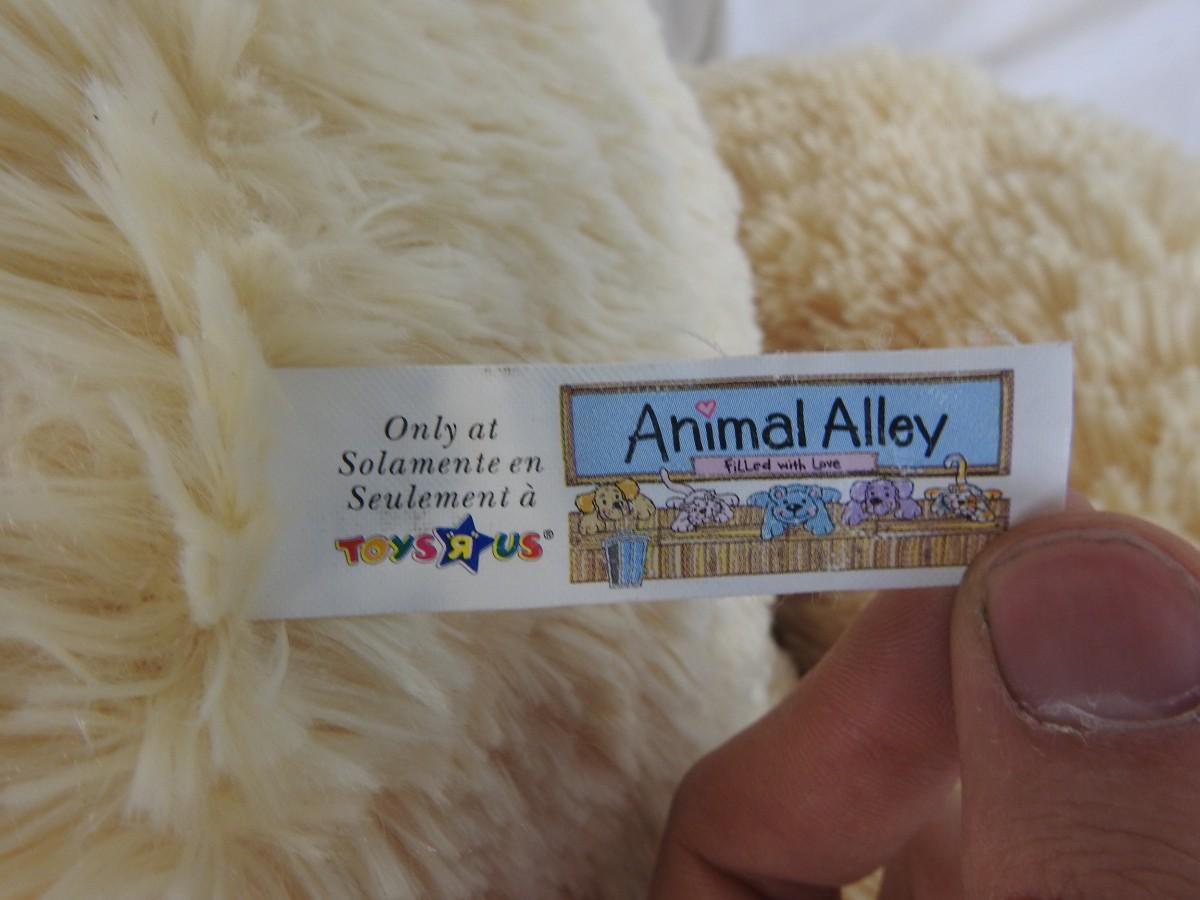 Only at
Solamente en
Seulement à
TOYS"R"US®
Animal Alley
Filled with Love